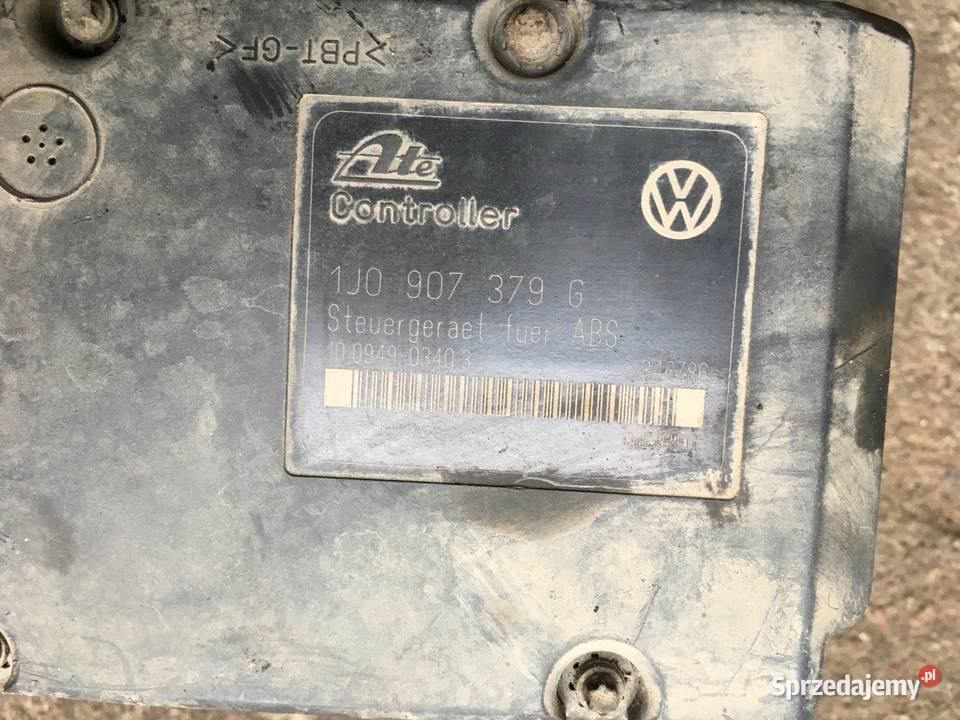 >PBT-GF<
Ate
Controller
1J0 907 379 G
Steuergeraet fuer ABS
10.0949-0340.3
Sprzedajemy.pl